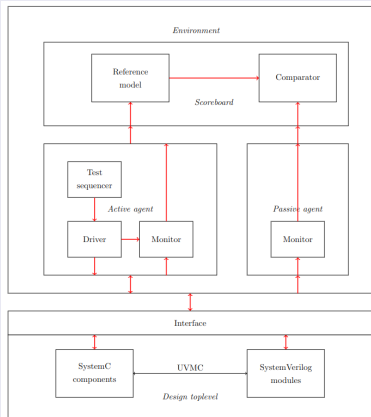 Environment
Reference
model
Comparator
Scoreboard
Test
sequencer
Active agent
Passive agent
Driver
Monitor
Monitor
Interface
SystemC
components
UVMC
SystemVerilog
modules
Design toplevel